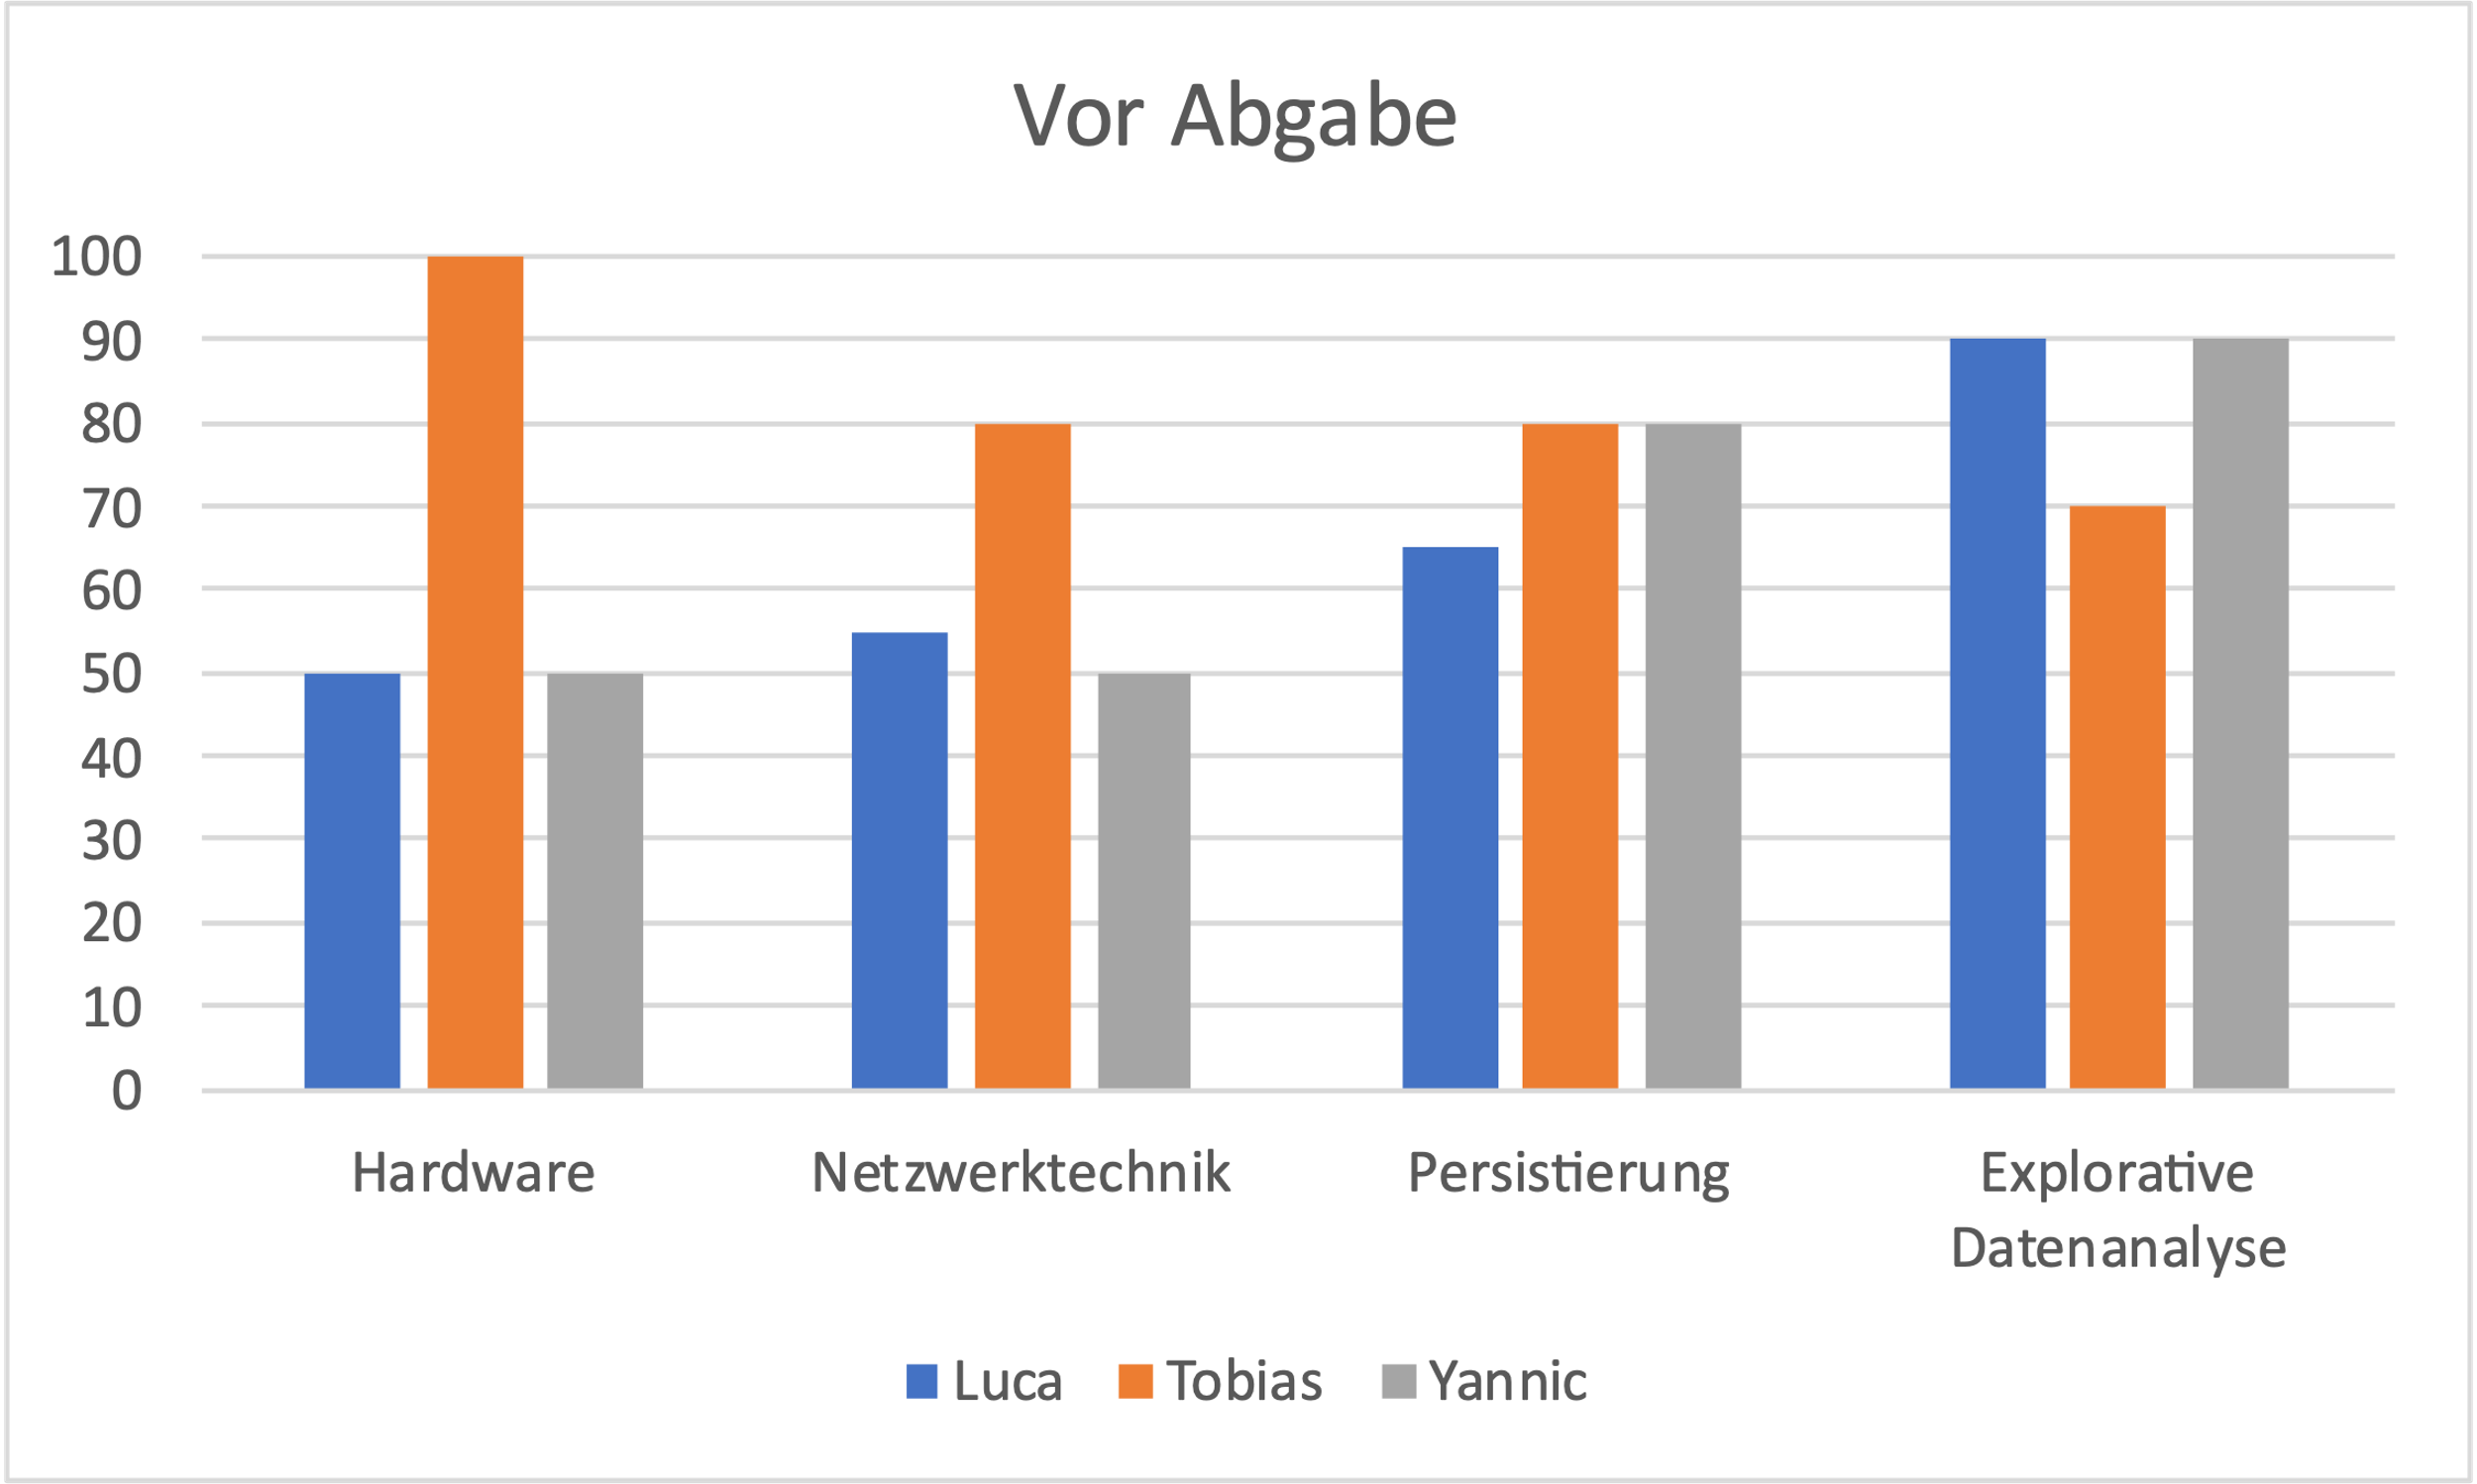 Vor Abgabe
100
90
80
70
60
50
40
30
20
10
0
Hardware Netzwerktechnik Persistierung Explorative
Datenanalyse
Luca Tobias Yannic